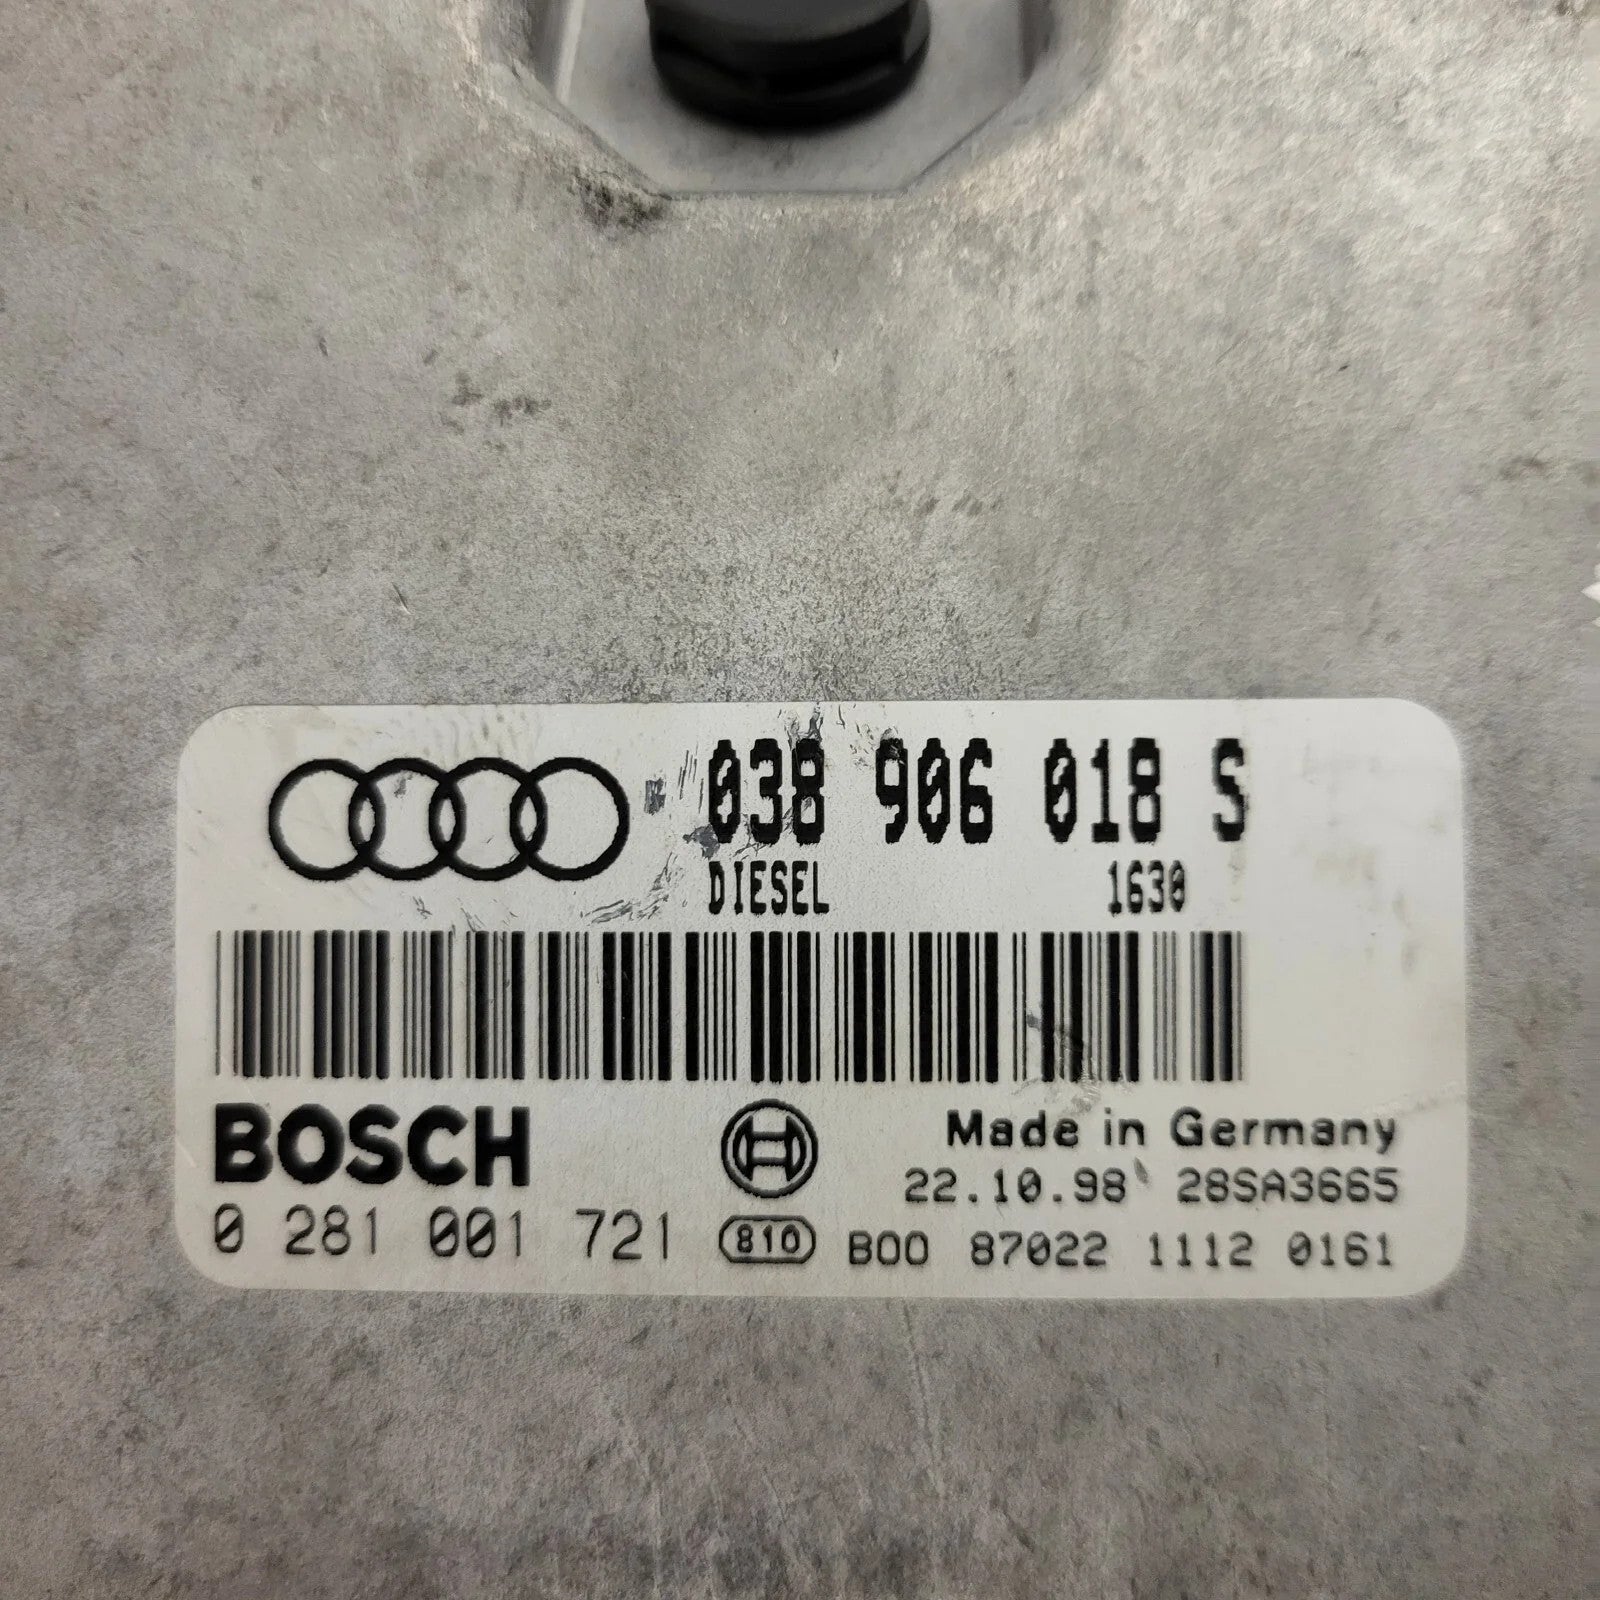 038 906 018 S
DIESEL 1630
BOSCH
Made in Germany
22.10.98 28SA3665
0 281 001 721 810 B00 87022 1112 0161